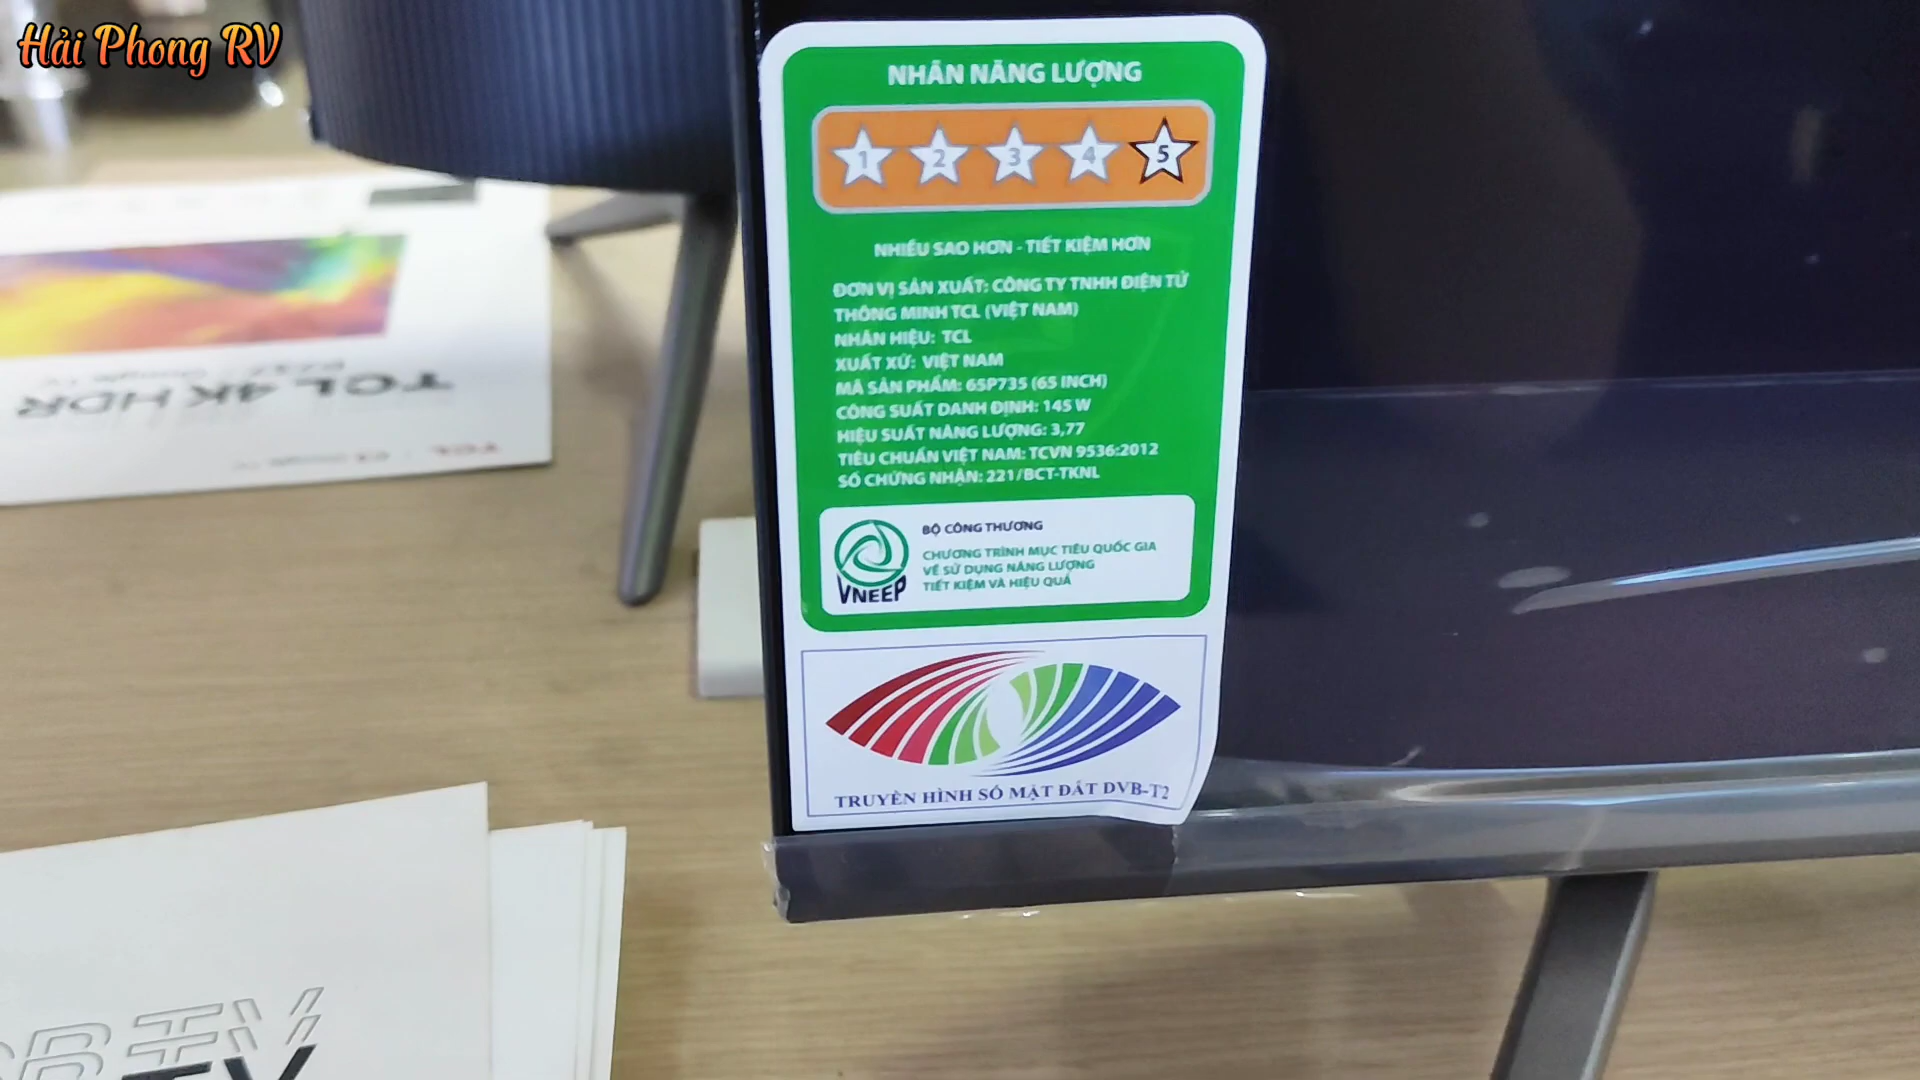 Hải Phong RV
NHÃN NĂNG LƯỢNG
1 2 3 4 5
NHIỀU SAO HƠN - TIẾT KIỆM HƠN
ĐƠN VỊ SẢN XUẤT: CÔNG TY TNHH ĐIỆN TỬ
THÔNG MINH TCL (VIỆT NAM)
NHÃN HIỆU: TCL
XUẤT XỨ: VIỆT NAM
MÃ SẢN PHẨM: 65P735 (65 INCH)
CÔNG SUẤT DANH ĐỊNH: 145 W
HIỆU SUẤT NĂNG LƯỢNG: 3,77
TIÊU CHUẨN VIỆT NAM: TCVN 9536:2012
SỐ CHỨNG NHẬN: 221/BCT-TKNL
VNEEP
BỘ CÔNG THƯƠNG
CHƯƠNG TRÌNH MỤC TIÊU QUỐC GIA
VỀ SỬ DỤNG NĂNG LƯỢNG
TIẾT KIỆM VÀ HIỆU QUẢ
TRUYỀN HÌNH SỐ MẶT ĐẤT DVB-T2
TCL 4K HDR
TCL
TV